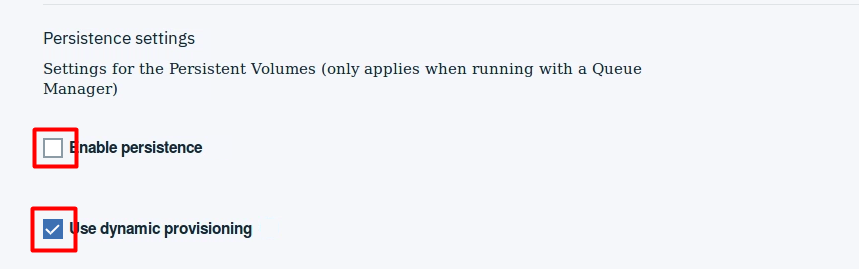 Persistence settings
Settings for the Persistent Volumes (only applies when running with a Queue
Manager)
Enable persistence
Use dynamic provisioning